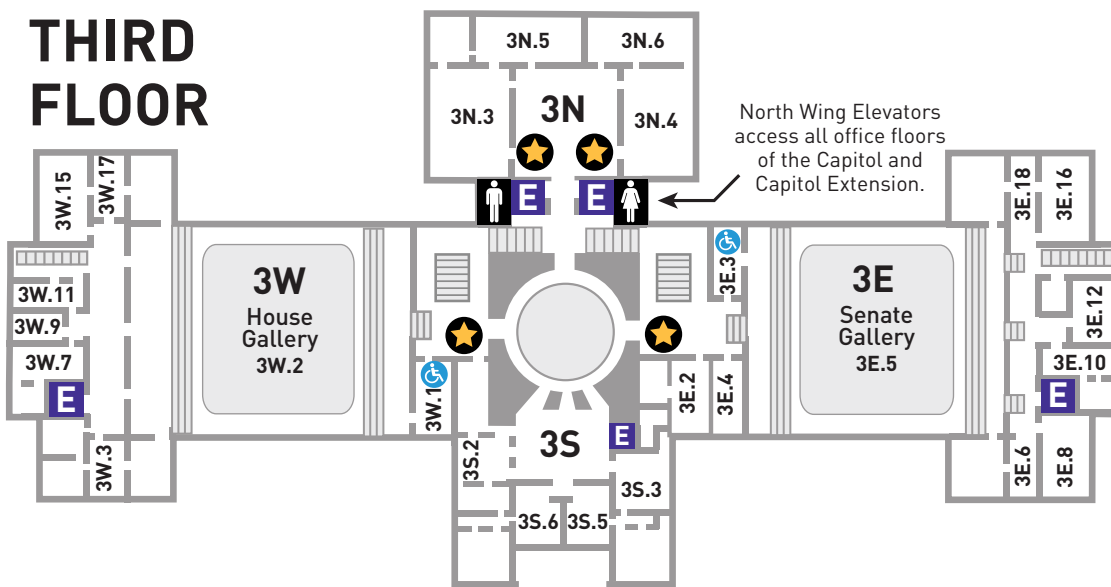 THIRD
FLOOR
3N.5
3N.6
3N.3
3N
3N.4
North Wing Elevators
access all office floors
of the Capitol and
Capitol Extension.
E
E
3W.15
3W.17
3W.11
3W.9
3W.7
E
3W.3
3W
House
Gallery
3W.2
3W.1
3E.3
3E
Senate
Gallery
3E.5
3E.2
3E.4
3S
E
3S.2
3S.3
3S.6
3S.5
3E.18
3E.16
3E.12
3E.10
E
3E.6
3E.8